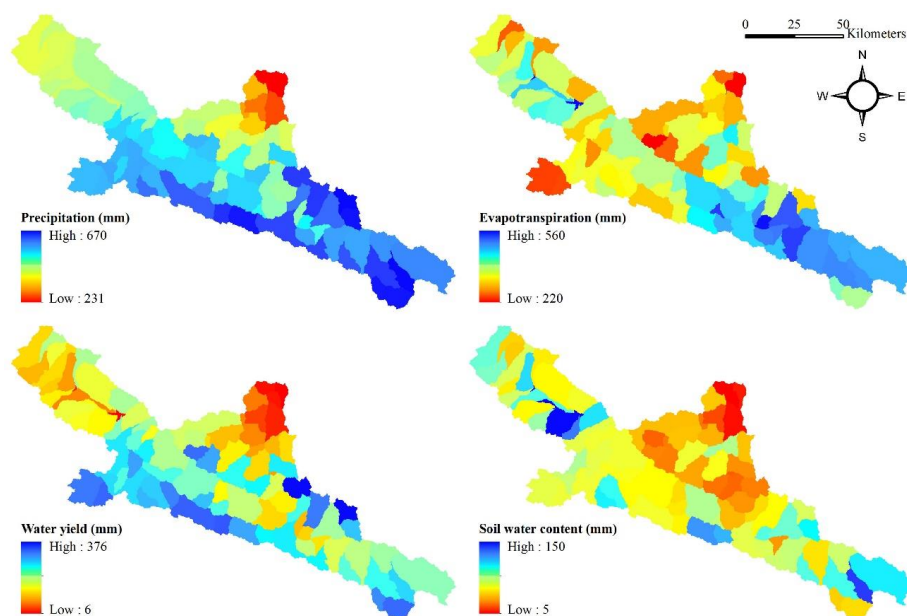 0 25 50
Kilometers
N
W E
S
Precipitation (mm)
High : 670
Low : 231
Evapotranspiration (mm)
High : 560
Low : 220
Water yield (mm)
High : 376
Low : 6
Soil water content (mm)
High : 150
Low : 5